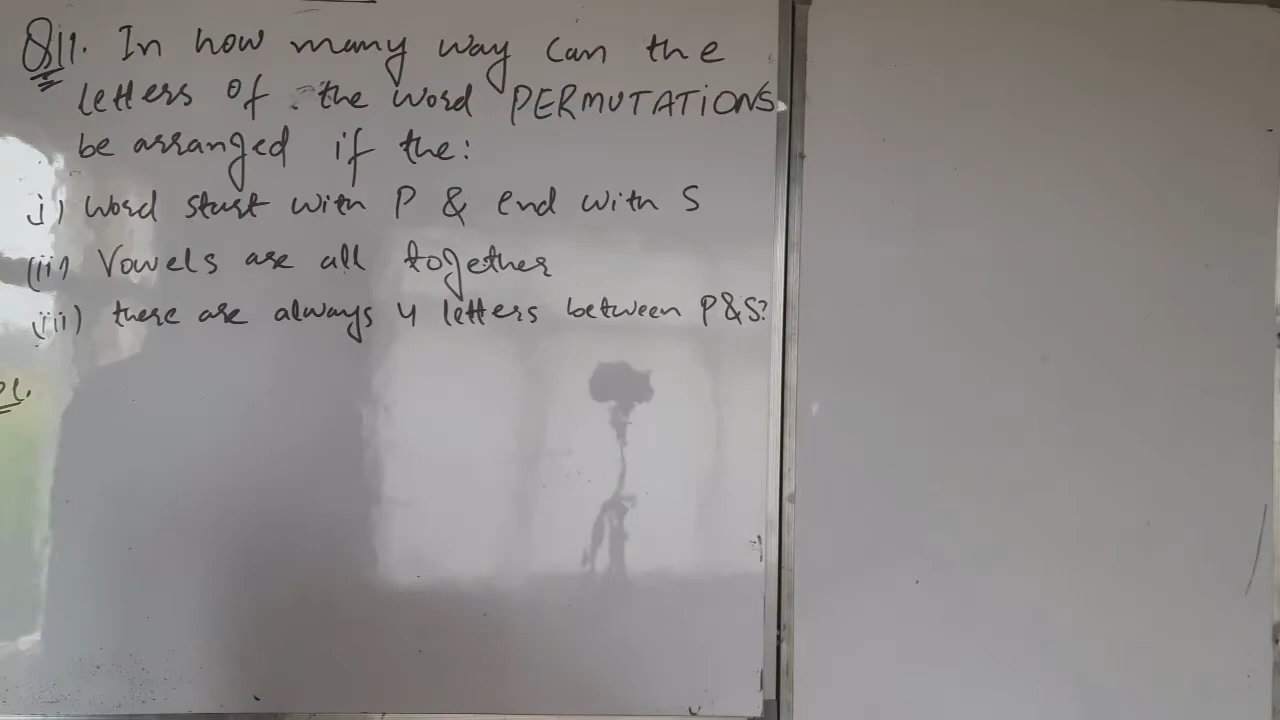 Q11. In how many way can the
letters of the word PERMUTATIONS
be arranged if the:
i) word start with P & end with S
(ii) Vowels are all together
(iii) there are always 4 letters between P&S?